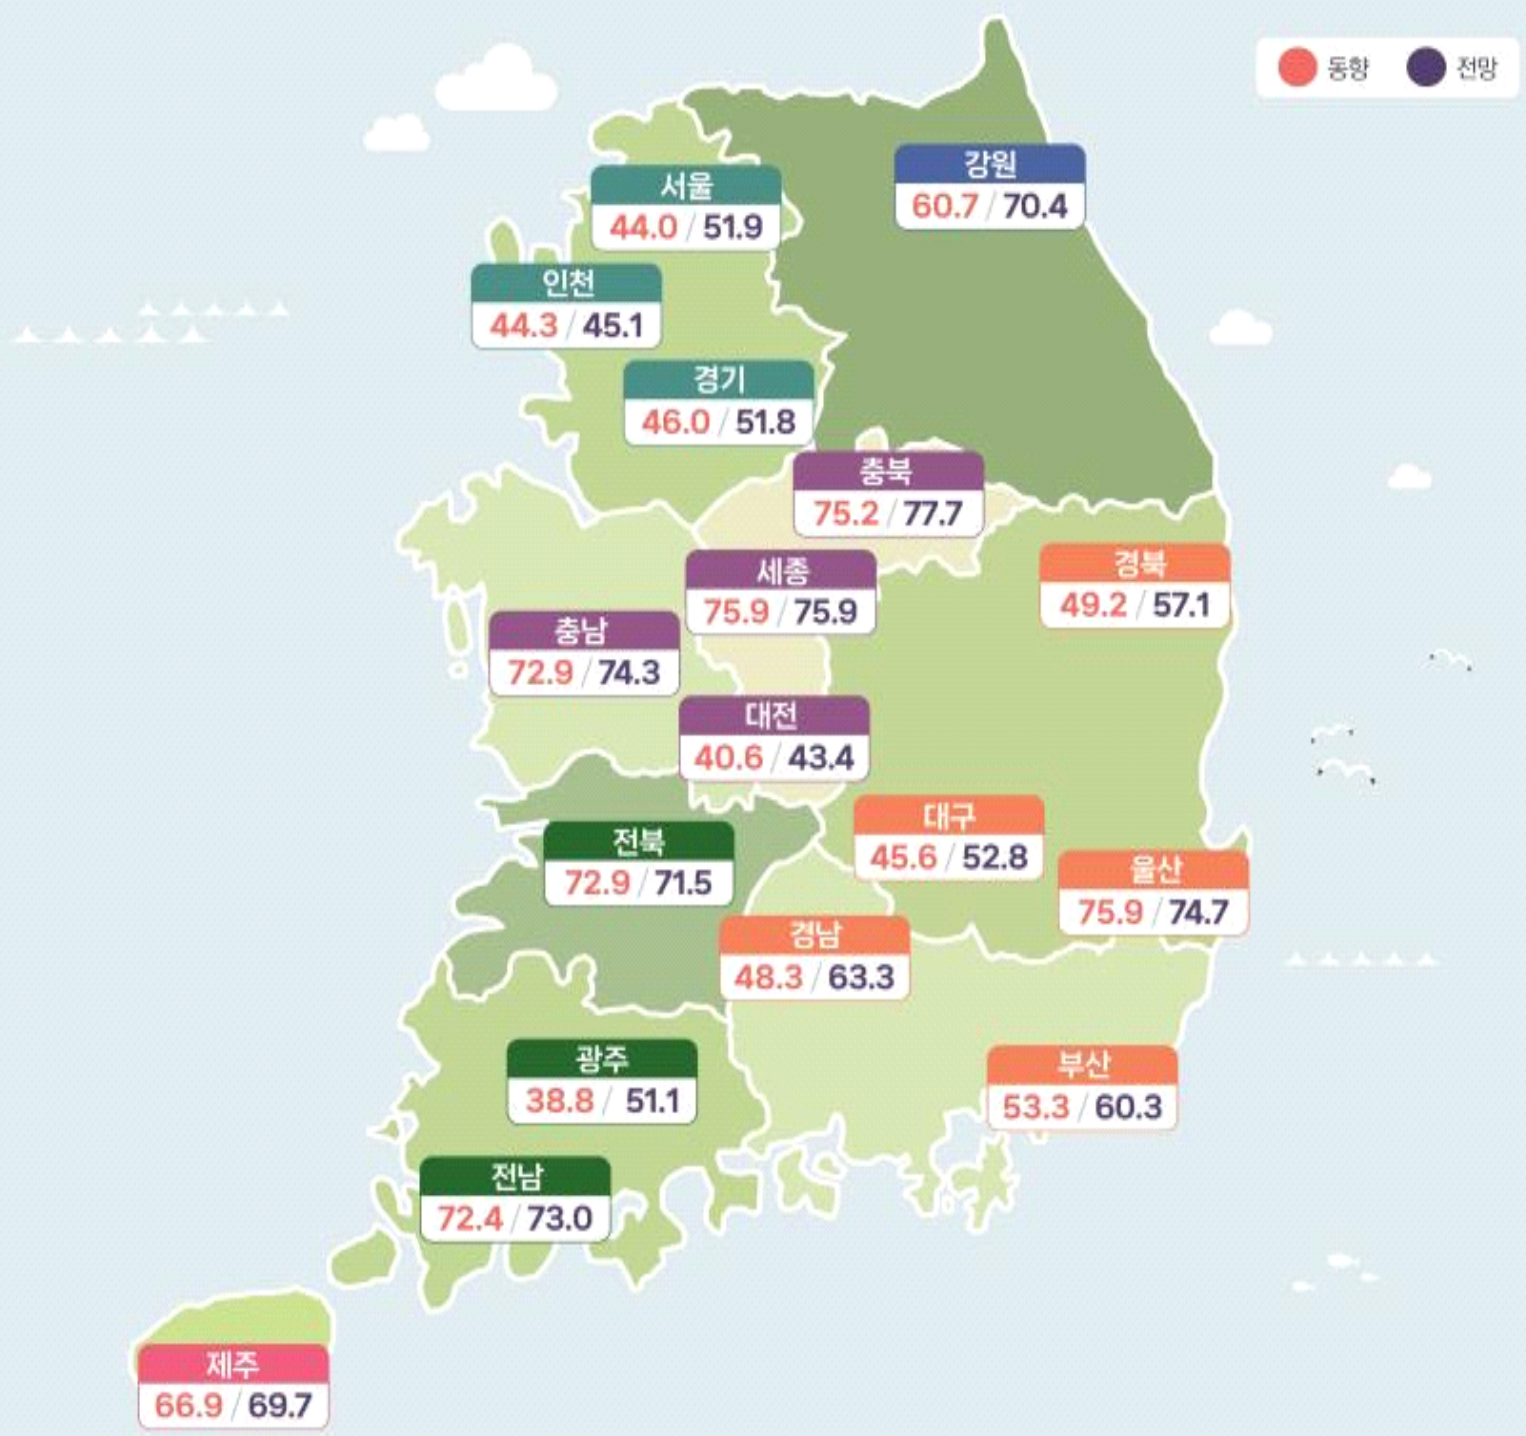 동향 전망
강원
60.7 / 70.4
서울
44.0 / 51.9
인천
44.3 / 45.1
경기
46.0 / 51.8
충북
75.2 / 77.7
세종
75.9 / 75.9
경북
49.2 / 57.1
충남
72.9 / 74.3
대전
40.6 / 43.4
대구
45.6 / 52.8
전북
72.9 / 71.5
울산
75.9 / 74.7
경남
48.3 / 63.3
광주
38.8 / 51.1
부산
53.3 / 60.3
전남
72.4 / 73.0
제주
66.9 / 69.7